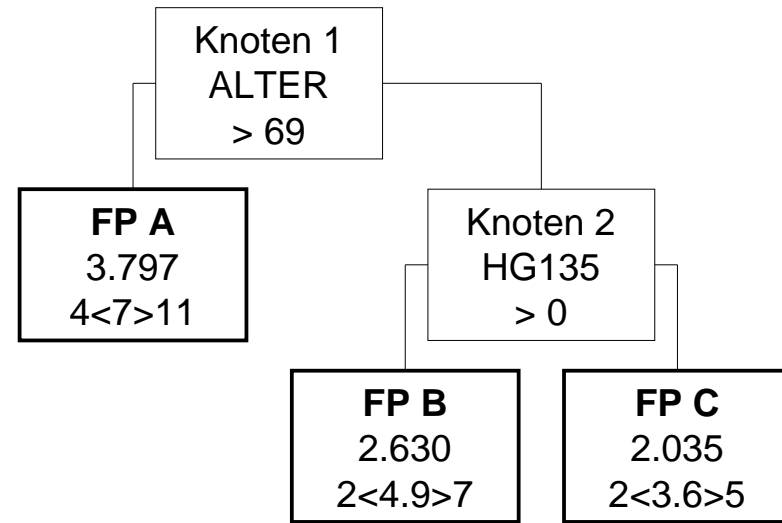 Knoten 1
ALTER
> 69
FP A
3.797
4<7>11
Knoten 2
HG135
> 0
FP B
2.630
2<4.9>7
FP C
2.035
2<3.6>5